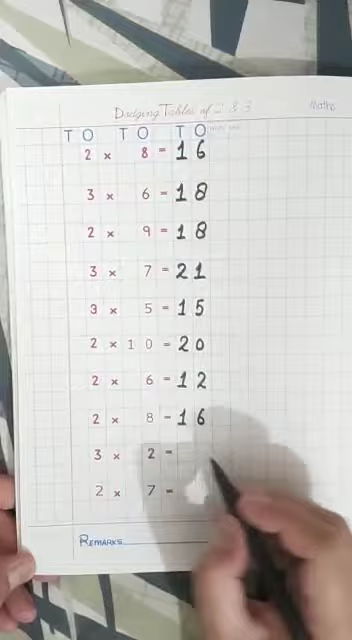 Dodging Tables of 2 & 3 Maths
T O T O T O
2 × 8 = 16
3 × 6 = 18
2 × 9 = 18
3 × 7 = 21
3 × 5 = 15
2 × 10 = 20
2 × 6 = 12
2 × 8 = 16
3 × 2 =
2 × 7 =
REMARKS